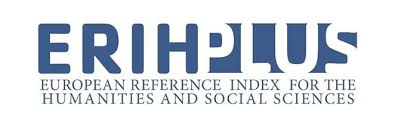 ERIHPLUS
EUROPEAN REFERENCE INDEX FOR THE
HUMANITIES AND SOCIAL SCIENCES